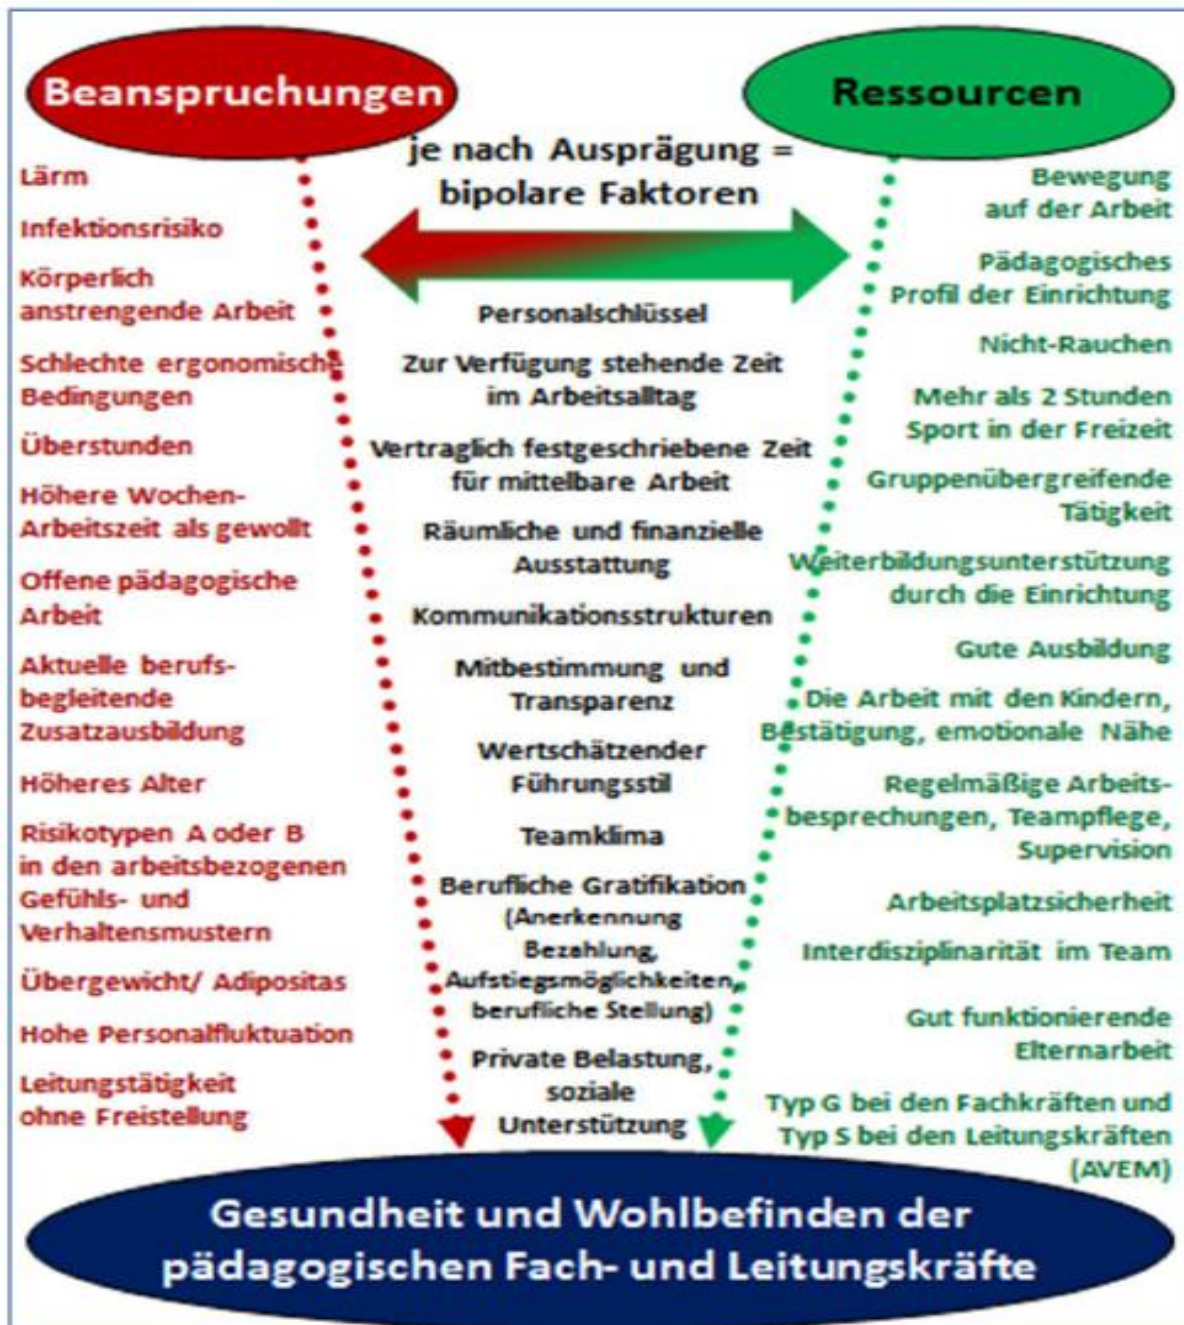 Beanspruchungen
Lärm
Infektionsrisiko
Körperlich
anstrengende Arbeit
Schlechte ergonomische
Bedingungen
Überstunden
Höhere Wochen-
Arbeitszeit als gewollt
Offene pädagogische
Arbeit
Aktuelle berufs-
begleitende
Zusatzausbildung
Höheres Alter
Risikotypen A oder B
in den arbeitsbezogenen
Gefühls- und
Verhaltensmustern
Übergewicht/ Adipositas
Hohe Personalfluktuation
Leitungstätigkeit
ohne Freistellung
je nach Ausprägung =
bipolare Faktoren
Personalschlüssel
Zur Verfügung stehende Zeit
im Arbeitsalltag
Vertraglich festgeschriebene Zeit
für mittelbare Arbeit
Räumliche und finanzielle
Ausstattung
Kommunikationsstrukturen
Mitbestimmung und
Transparenz
Wertschätzender
Führungsstil
Teamklima
Berufliche Gratifikation
(Anerkennung
Bezahlung,
Aufstiegsmöglichkeiten,
berufliche Stellung)
Private Belastung,
soziale
Unterstützung
Ressourcen
Bewegung
auf der Arbeit
Pädagogisches
Profil der Einrichtung
Nicht-Rauchen
Mehr als 2 Stunden
Sport in der Freizeit
Gruppenübergreifende
Tätigkeit
Weiterbildungsunterstützung
durch die Einrichtung
Gute Ausbildung
Die Arbeit mit den Kindern,
Bestätigung, emotionale Nähe
Regelmäßige Arbeits-
besprechungen, Teampflege,
Supervision
Arbeitsplatzsicherheit
Interdisziplinarität im Team
Gut funktionierende
Elternarbeit
Typ G bei den Fachkräften und
Typ S bei den Leitungskräften
(AVEM)
Gesundheit und Wohlbefinden der
pädagogischen Fach- und Leitungskräfte